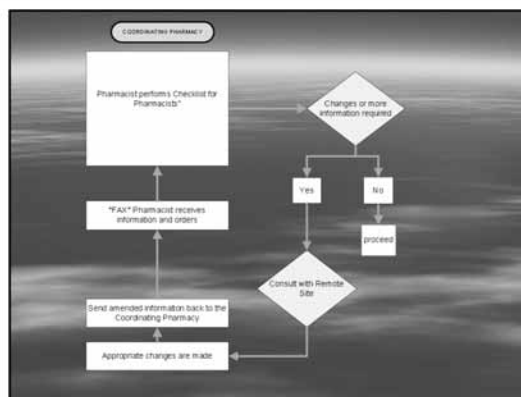 COORDINATING PHARMACY
Pharmacist performs Checklist for
Pharmacists"
Changes or more
information required
Yes
No
"FAX" Pharmacist receives
information and orders
proceed
Consult with Remote
Site
Send amended information back to the
Coordinating Pharmacy
Appropriate changes are made